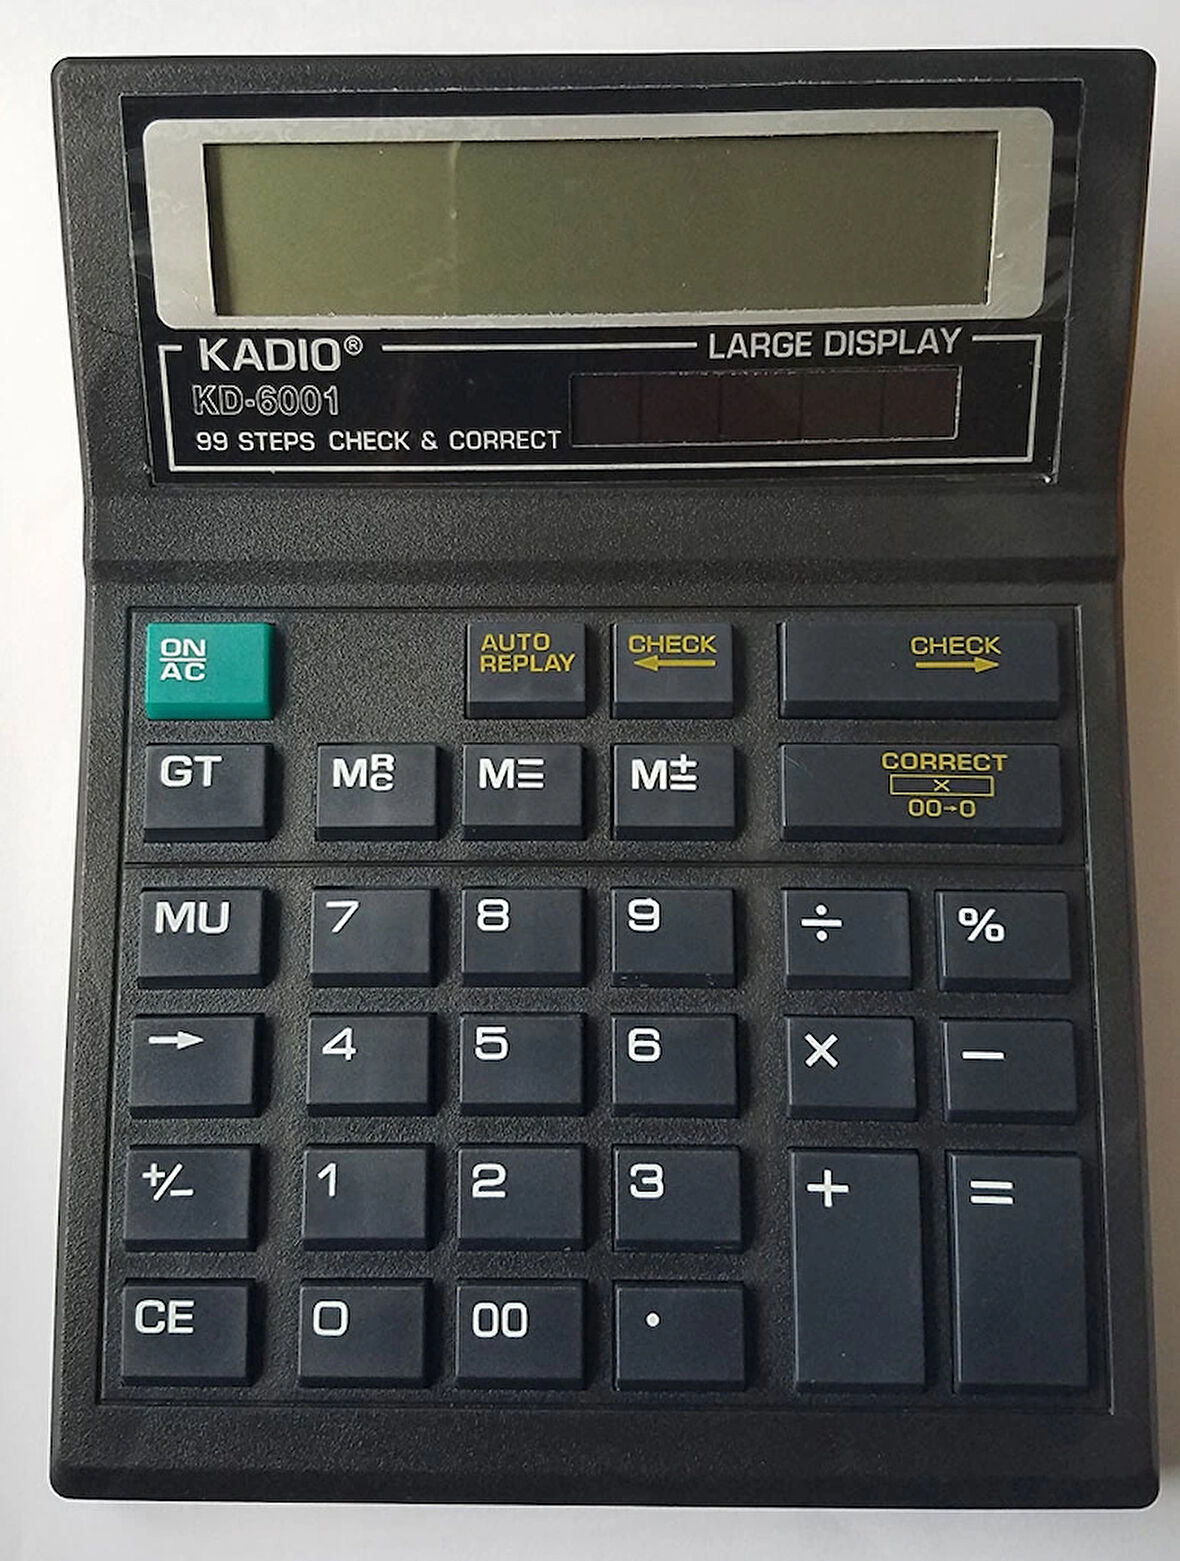 KADIO® LARGE DISPLAY
KD-6001
99 STEPS CHECK & CORRECT
ON
AC
AUTO
REPLAY
CHECK
←
CHECK
→
GT
MRC
M=
M±
CORRECT
X
00→0
MU
7
8
9
÷
%
→
4
5
6
×
−
+/−
1
2
3
+
=
CE
0
00
.